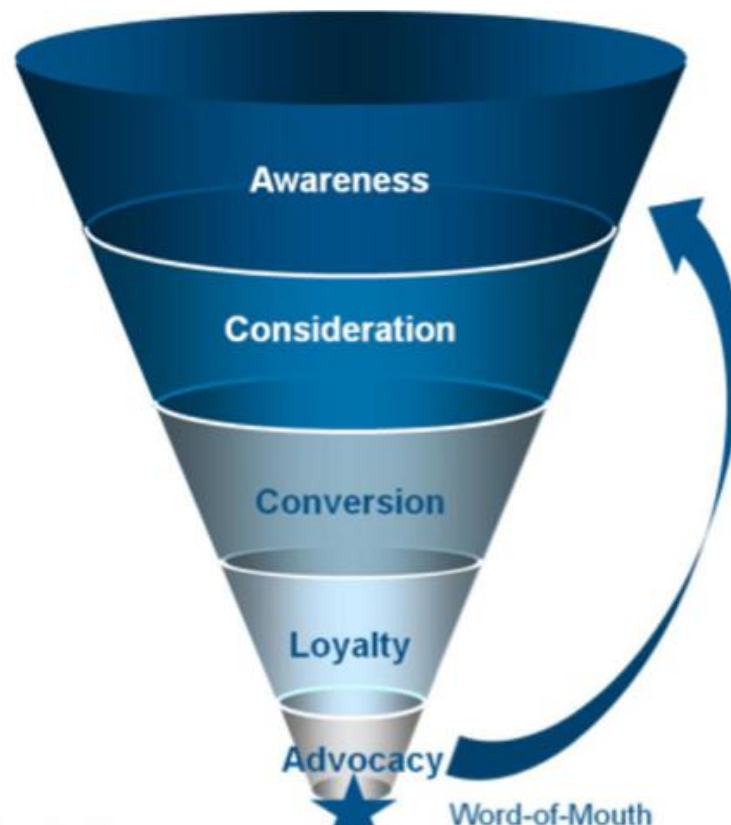 Awareness
Consideration
Conversion
Loyalty
Advocacy
Word-of-Mouth